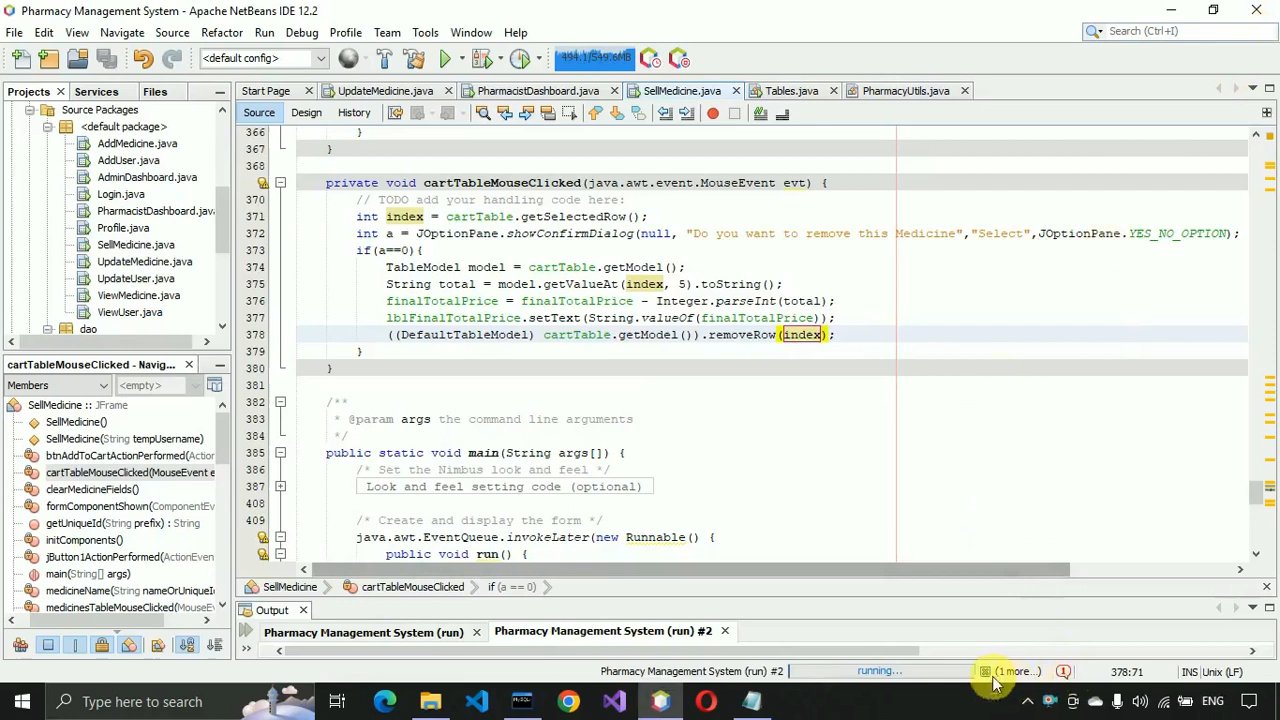 Pharmacy Management System - Apache NetBeans IDE 12.2
File Edit View Navigate Source Refactor Run Debug Profile Team Tools Window Help
Search (Ctrl+I)
<default config>
494.1/549.6MB
Projects Services Files
Start Page UpdateMedicine.java PharmacistDashboard.java SellMedicine.java Tables.java PharmacyUtils.java
Source Design History
Source Packages
<default package>
AddMedicine.java
AddUser.java
AdminDashboard.java
Login.java
PharmacistDashboard.java
Profile.java
SellMedicine.java
UpdateMedicine.java
UpdateUser.java
ViewMedicine.java
ViewUser.java
dao
cartTableMouseClicked - Navig...
Members <empty>
SellMedicine :: JFrame
SellMedicine()
SellMedicine(String tempUsername)
btnAddToCartActionPerformed(ActionE
cartTableMouseClicked(MouseEvent e
clearMedicineFields()
formComponentShown(ComponentEv
getUniqueId(String prefix) : String
initComponents()
jButton1ActionPerformed(ActionEvent
main(String[] args)
medicineName(String nameOrUniqueId
medicinesTableMouseClicked(MouseEve
366 }
367 }
368
private void cartTableMouseClicked(java.awt.event.MouseEvent evt) {
370 // TODO add your handling code here:
371 int index = cartTable.getSelectedRow();
372 int a = JOptionPane.showConfirmDialog(null, "Do you want to remove this Medicine","Select",JOptionPane.YES_NO_OPTION);
373 if(a==0){
374 TableModel model = cartTable.getModel();
375 String total = model.getValueAt(index, 5).toString();
376 finalTotalPrice = finalTotalPrice - Integer.parseInt(total);
377 lblFinalTotalPrice.setText(String.valueOf(finalTotalPrice));
378 ((DefaultTableModel) cartTable.getModel()).removeRow(index);
379 }
380 }
381
382 /**
383 * @param args the command line arguments
384 */
385 public static void main(String args[]) {
386 /* Set the Nimbus look and feel */
387 Look and feel setting code (optional)
408
409 /* Create and display the form */
java.awt.EventQueue.invokeLater(new Runnable() {
public void run() {
SellMedicine cartTableMouseClicked if (a == 0)
Output
Pharmacy Management System (run) Pharmacy Management System (run) #2
Pharmacy Management System (run) #2 running... (1 more...) 378:71 INS Unix (LF)
Type here to search
ENG